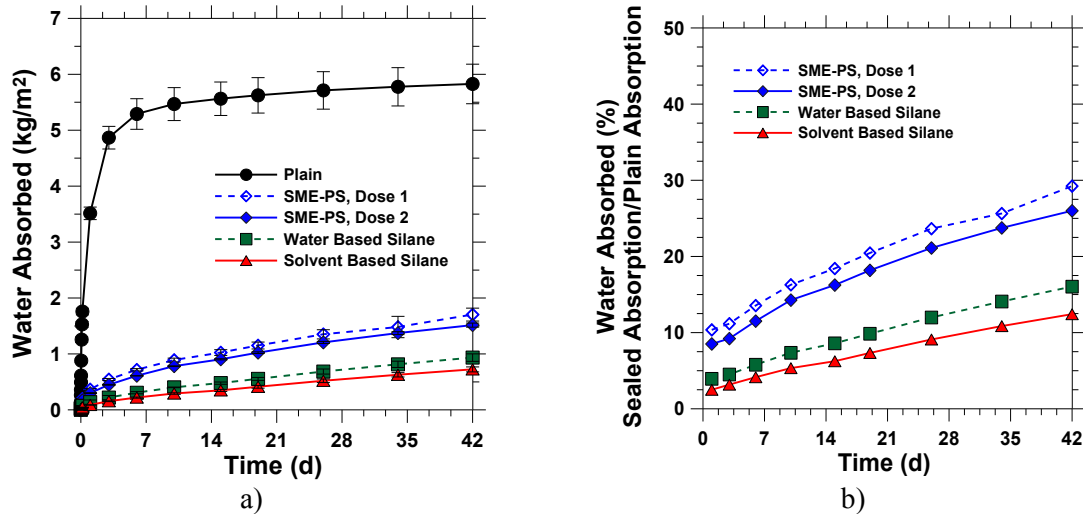 7
6
5
4
3
2
1
0
Water Absorbed (kg/m2)
Plain
SME-PS, Dose 1
SME-PS, Dose 2
Water Based Silane
Solvent Based Silane
0 7 14 21 28 35 42
Time (d)
a)
50
40
30
20
10
0
Water Absorbed (%)
Sealed Absorption/Plain Absorption
SME-PS, Dose 1
SME-PS, Dose 2
Water Based Silane
Solvent Based Silane
0 7 14 21 28 35 42
Time (d)
b)